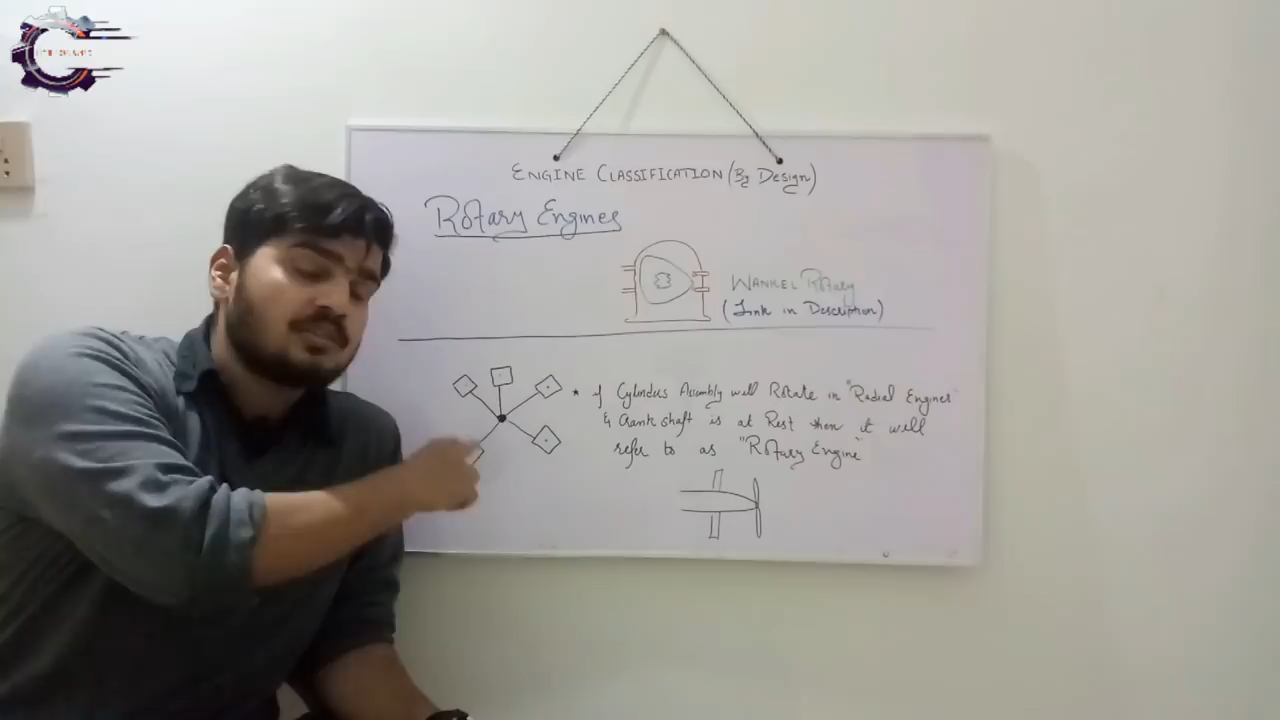 ENGINE CLASSIFICATION (By Design)
Rotary Engines
WANKEL Rotary
(Link in Description)
* if Cylinders Assembly will Rotate in "Radial Engines"
& Crank shaft is at Rest then it will
refer to as "Rotary Engine"